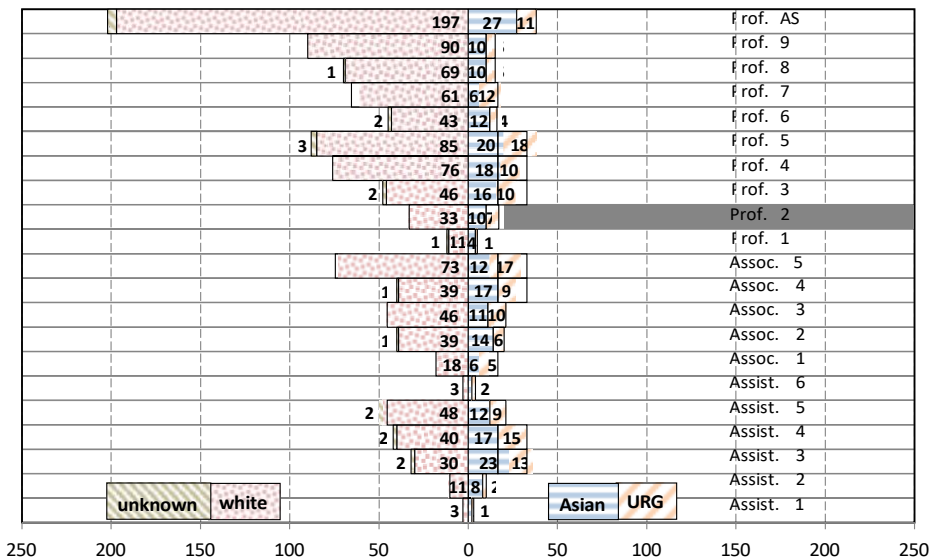 197 27 11 Prof. AS
90 10 Prof. 9
1 69 10 Prof. 8
61 6 12 Prof. 7
2 43 12 4 Prof. 6
3 85 20 18 Prof. 5
76 18 10 Prof. 4
2 46 16 10 Prof. 3
33 10 7 Prof. 2
1 11 4 1 Prof. 1
73 12 17 Assoc. 5
1 39 17 9 Assoc. 4
46 11 10 Assoc. 3
1 39 14 6 Assoc. 2
18 6 5 Assoc. 1
3 2 Assist. 6
2 48 12 9 Assist. 5
2 40 17 15 Assist. 4
2 30 23 13 Assist. 3
11 8 2 Assist. 2
3 1 Assist. 1
unknown white Asian URG
250 200 150 100 50 0 50 100 150 200 250